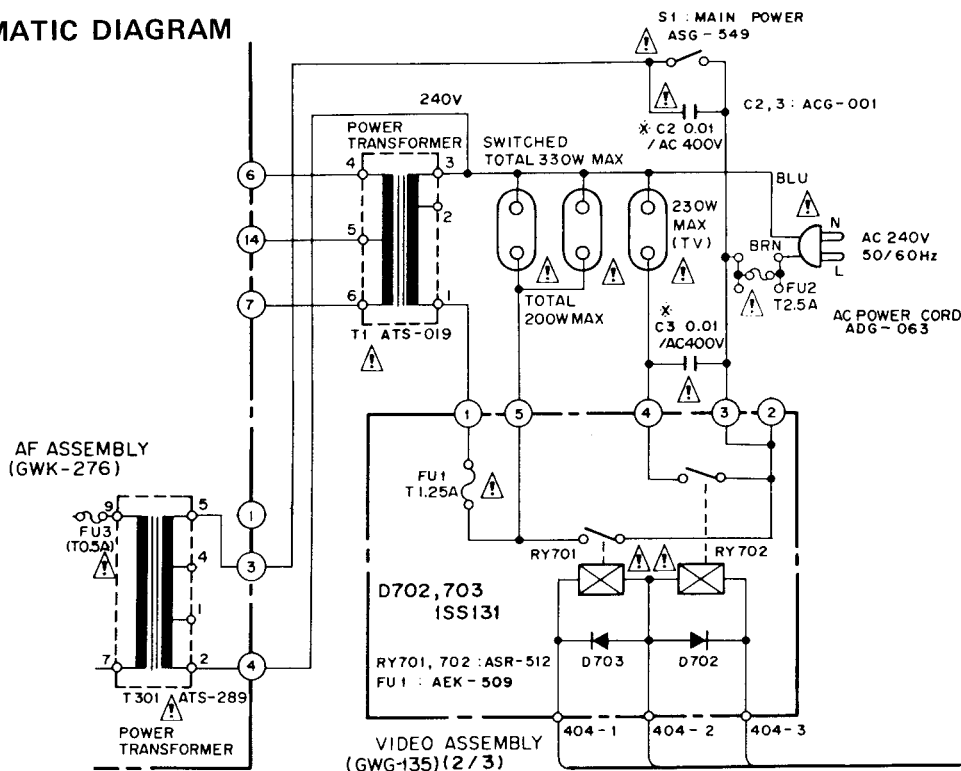 MATIC DIAGRAM
S1 : MAIN POWER
ASG-549
240V
C2,3 : ACG-001
※ C2 0.01
/AC 400V
POWER
TRANSFORMER
SWITCHED
TOTAL 330W MAX
4
3
6
2
BLU
230W
MAX
(TV)
N
AC 240V
50/60Hz
14
5
BRN
L
FU2
T2.5A
7
6
1
TOTAL
200W MAX
※
C3 0.01
/AC400V
AC POWER CORD
ADG-063
T1 ATS-019
1
5
4
3
2
AF ASSEMBLY
(GWK-276)
FU1
T1.25A
9
5
1
FU3
(T0.5A)
4
3
RY701
RY702
1
D702,703
1SS131
7
2
4
D703
D702
RY701, 702 : ASR-512
FU1 : AEK-509
T301 ATS-289
POWER
TRANSFORMER
404-1
404-2
404-3
VIDEO ASSEMBLY
(GWG-135)(2/3)